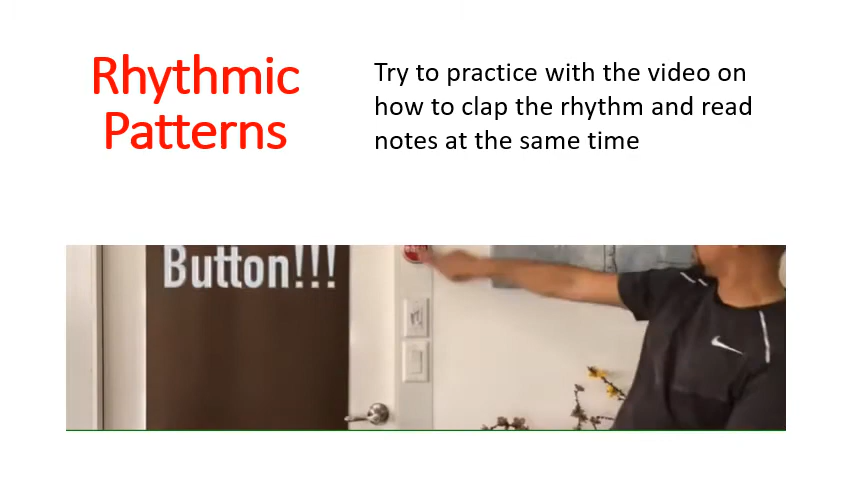 Rhythmic
Patterns
Try to practice with the video on
how to clap the rhythm and read
notes at the same time
Button!!!